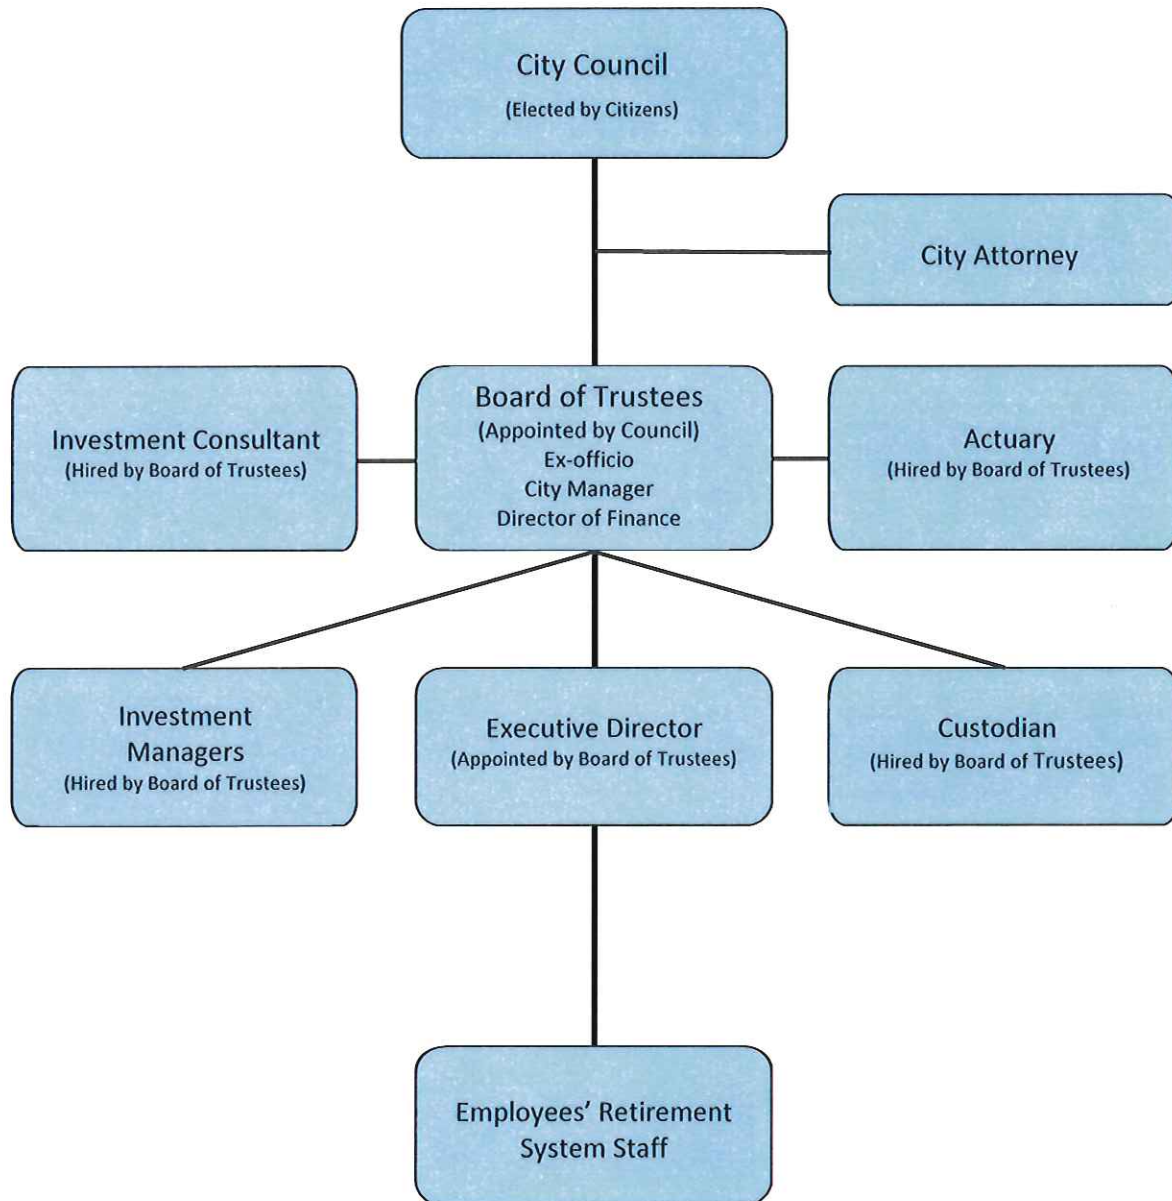 City Council
(Elected by Citizens)
City Attorney
Investment Consultant
(Hired by Board of Trustees)
Board of Trustees
(Appointed by Council)
Ex-officio
City Manager
Director of Finance
Actuary
(Hired by Board of Trustees)
Investment
Managers
(Hired by Board of Trustees)
Executive Director
(Appointed by Board of Trustees)
Custodian
(Hired by Board of Trustees)
Employees’ Retirement
System Staff